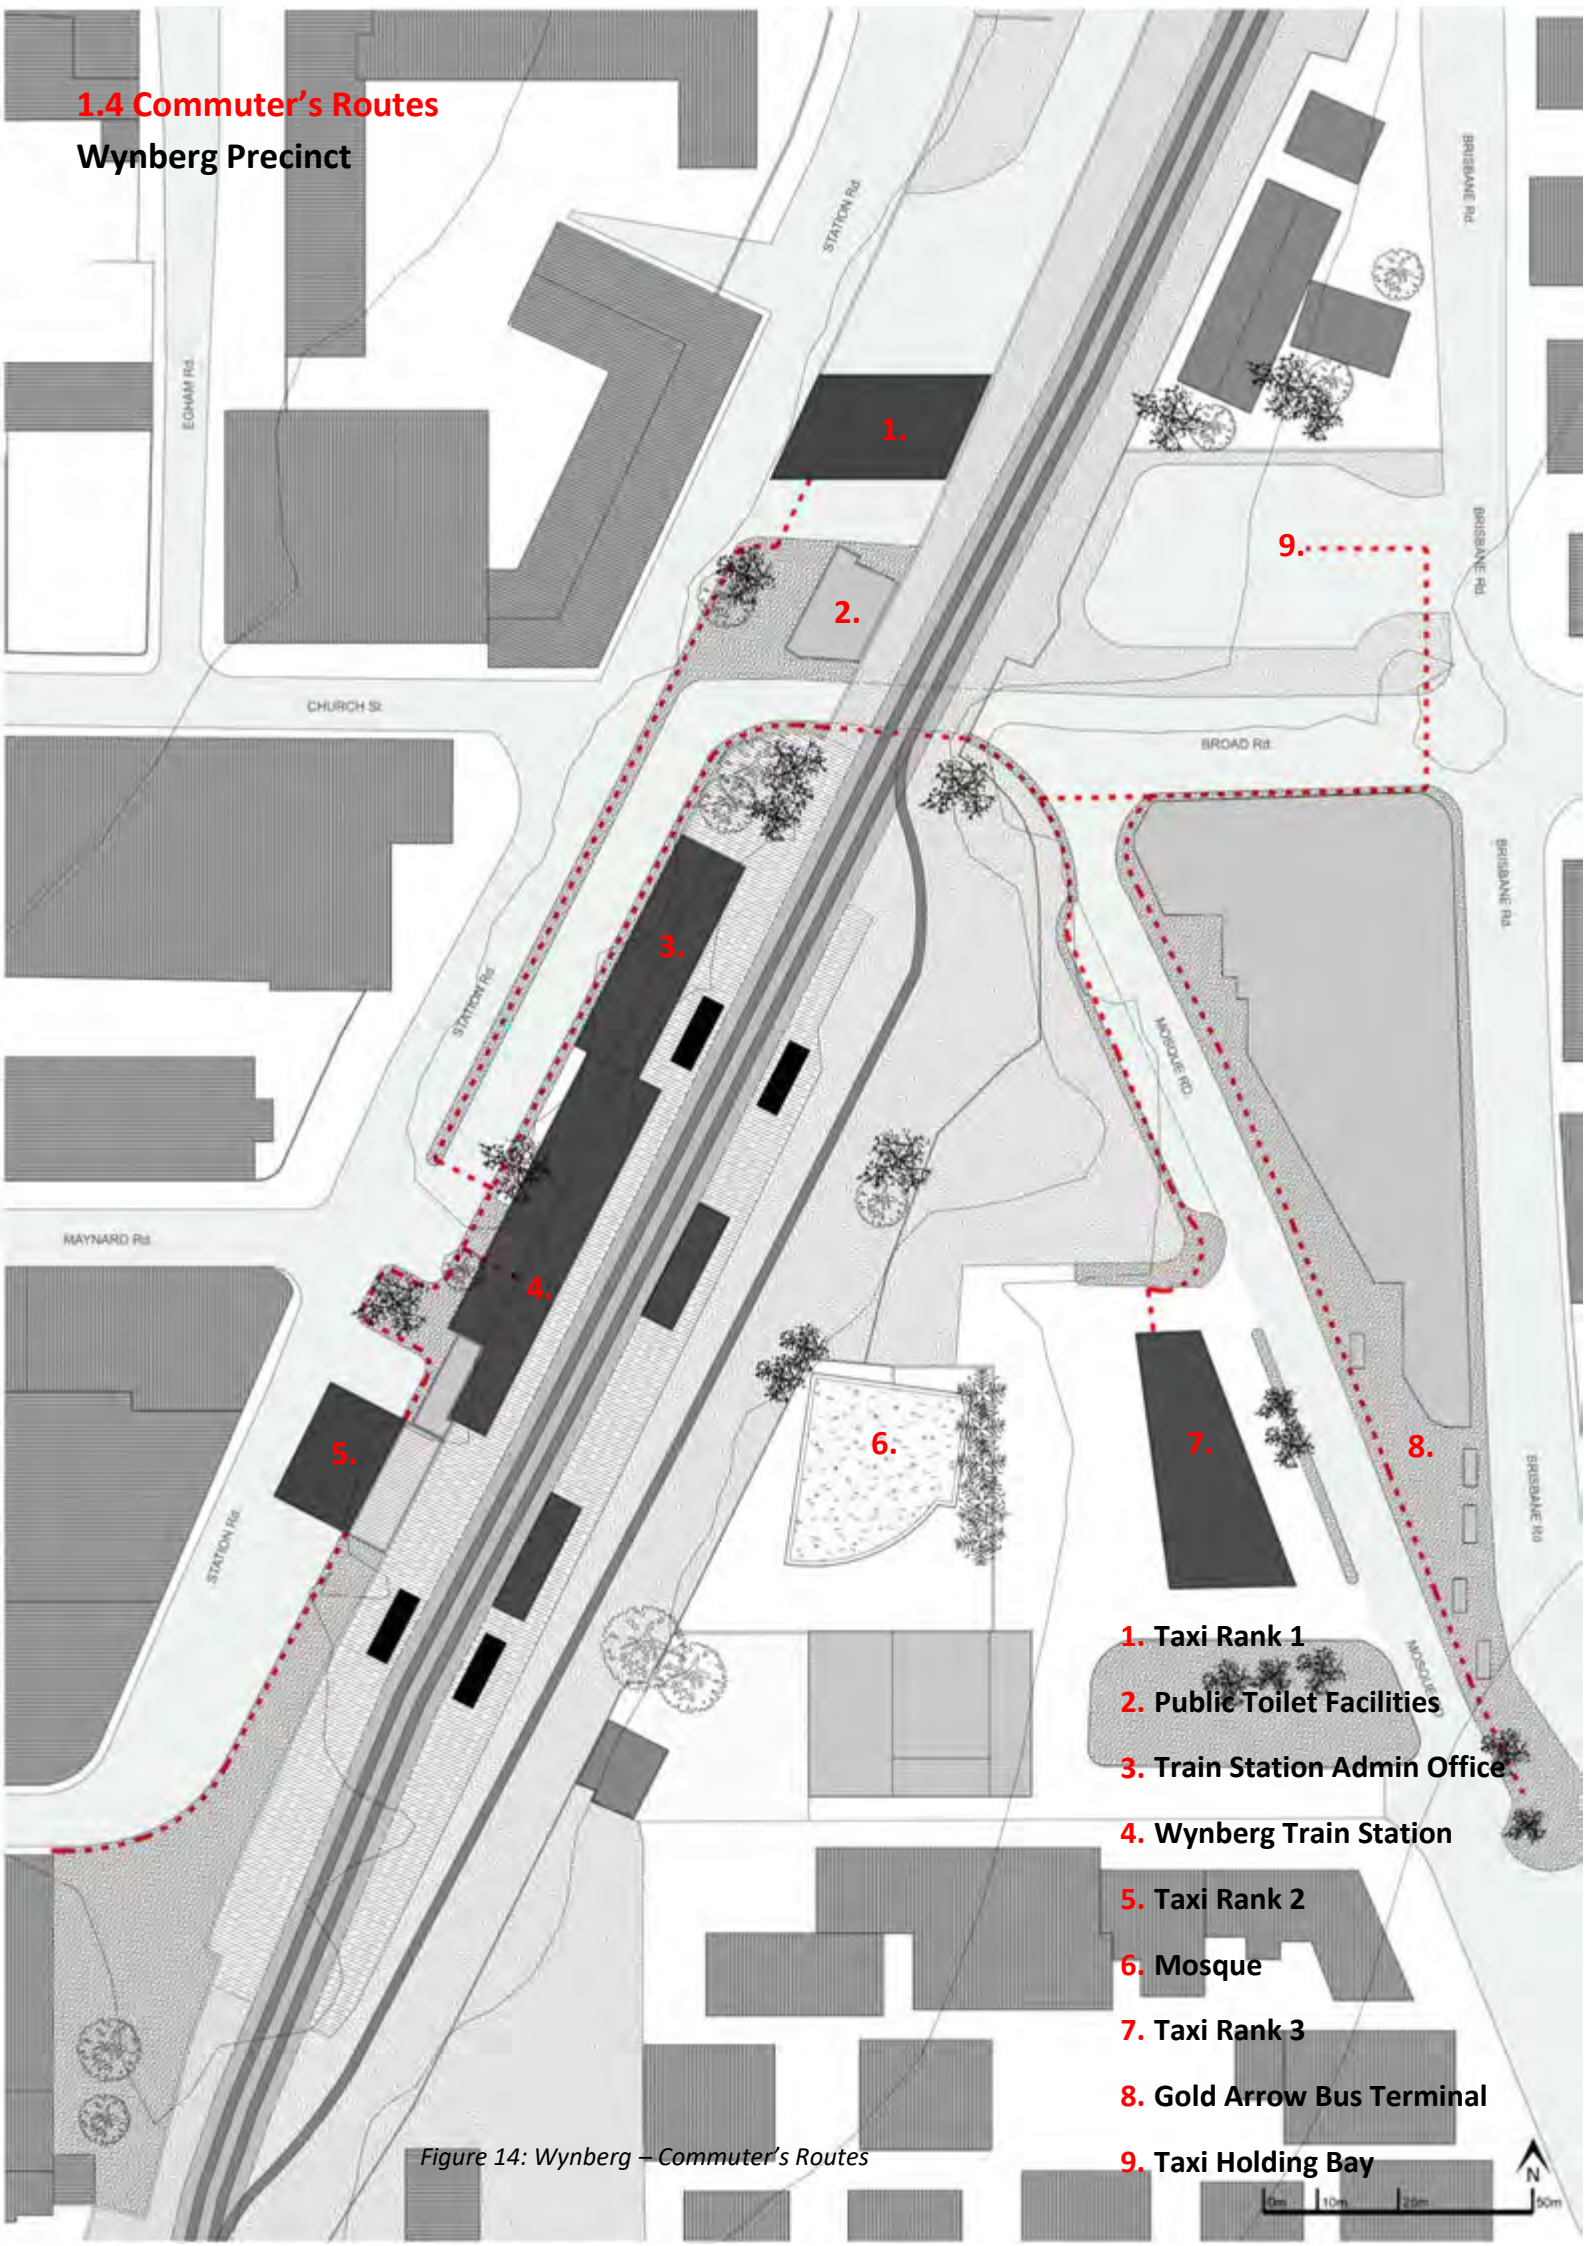 1.4 Commuter’s Routes
Wynberg Precinct
BRISBANE Rd.
STATION Rd.
EGHAM Rd.
1.
BRISBANE Rd.
9.
2.
CHURCH St.
BROAD Rd.
BRISBANE Rd.
3.
STATION Rd.
MOSQUE RD
MAYNARD Rd.
4.
5.
6.
7.
8.
BRISBANE Rd
STATION Rd.
1. Taxi Rank 1
MOSQUE RD
2. Public Toilet Facilities
3. Train Station Admin Office
4. Wynberg Train Station
5. Taxi Rank 2
6. Mosque
7. Taxi Rank 3
8. Gold Arrow Bus Terminal
9. Taxi Holding Bay
Figure 14: Wynberg – Commuter’s Routes
N
0m 10m 25m 50m